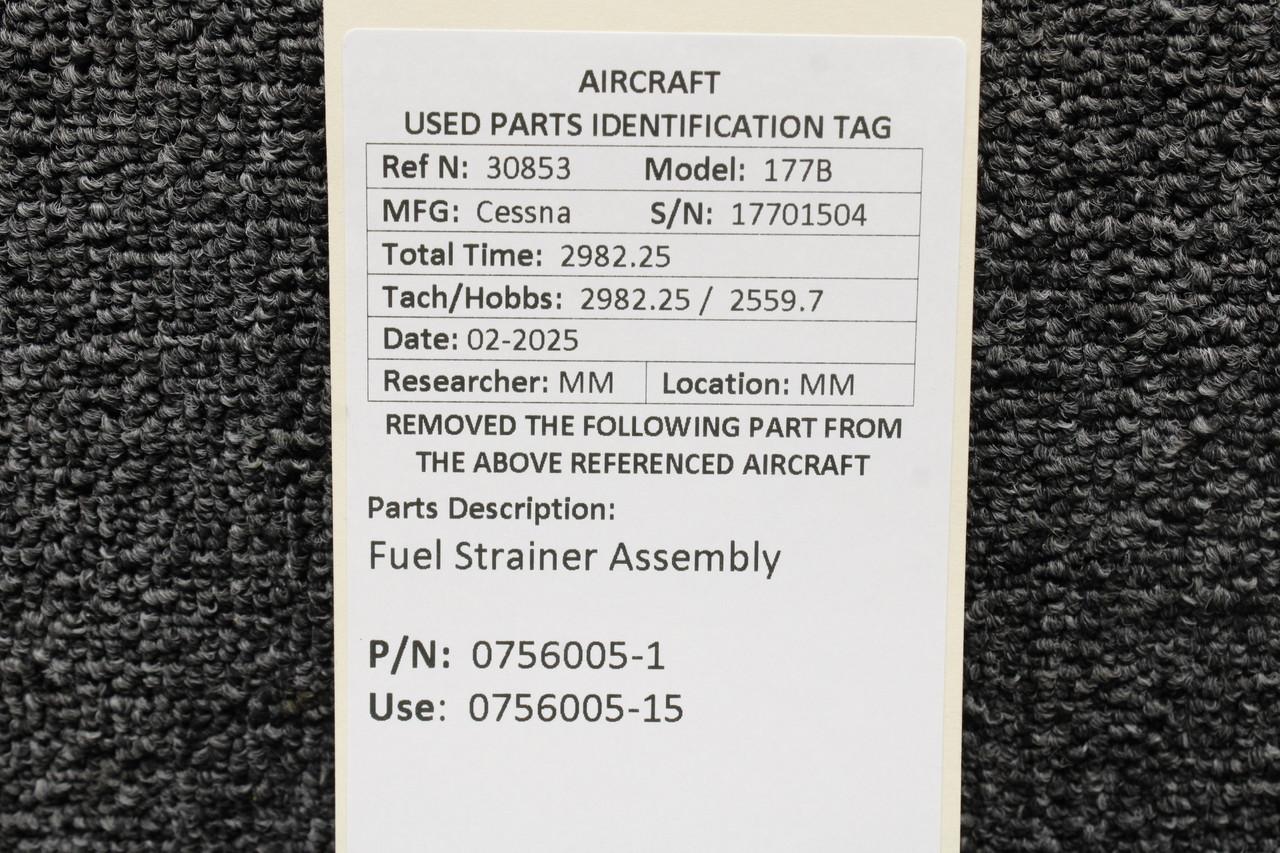 AIRCRAFT
USED PARTS IDENTIFICATION TAG
Ref N: 30853 Model: 177B
MFG: Cessna S/N: 17701504
Total Time: 2982.25
Tach/Hobbs: 2982.25 / 2559.7
Date: 02-2025
Researcher: MM Location: MM
REMOVED THE FOLLOWING PART FROM
THE ABOVE REFERENCED AIRCRAFT
Parts Description:
Fuel Strainer Assembly
P/N: 0756005-1
Use: 0756005-15